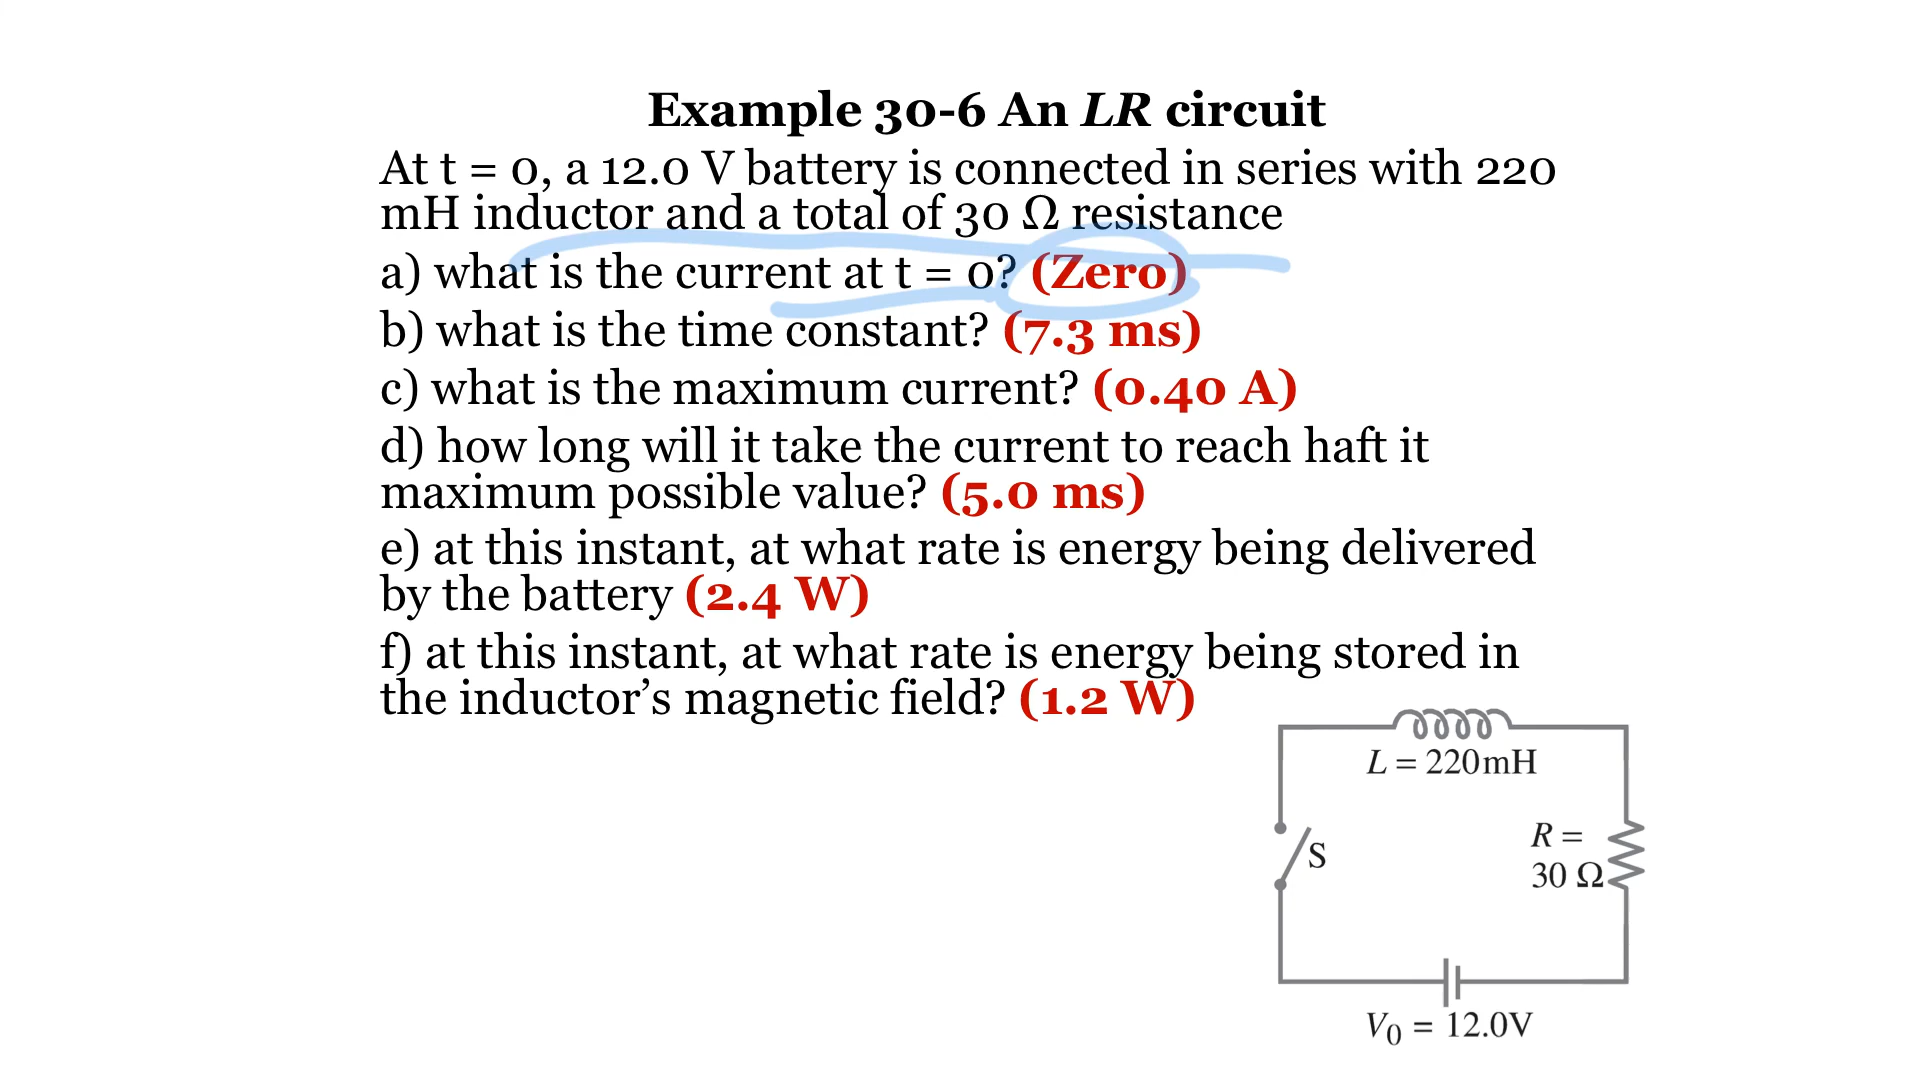 Example 30-6 An LR circuit
At t = 0, a 12.0 V battery is connected in series with 220
mH inductor and a total of 30 Ω resistance
a) what is the current at t = 0? (Zero)
b) what is the time constant? (7.3 ms)
c) what is the maximum current? (0.40 A)
d) how long will it take the current to reach haft it
maximum possible value? (5.0 ms)
e) at this instant, at what rate is energy being delivered
by the battery (2.4 W)
f) at this instant, at what rate is energy being stored in
the inductor’s magnetic field? (1.2 W)
L = 220mH
S
R =
30 Ω
V₀ = 12.0V